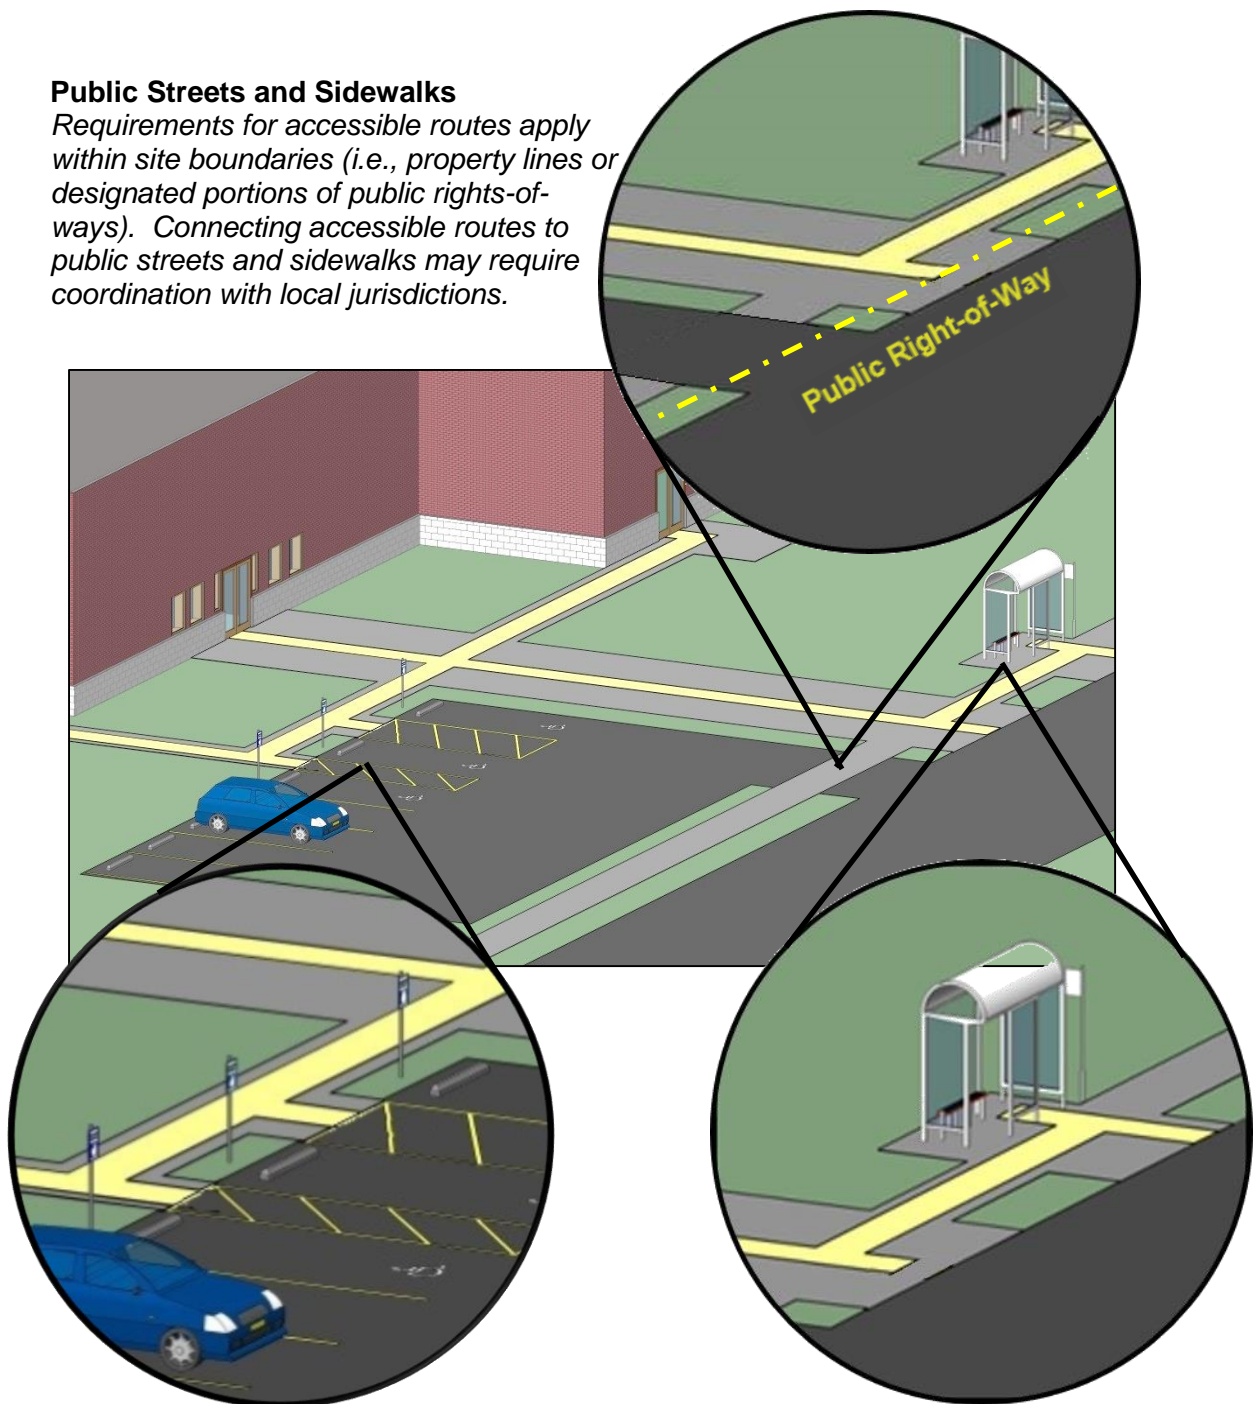 Public Streets and Sidewalks
Requirements for accessible routes apply
within site boundaries (i.e., property lines or
designated portions of public rights-of-
ways).  Connecting accessible routes to
public streets and sidewalks may require
coordination with local jurisdictions.
Public Right-of-Way